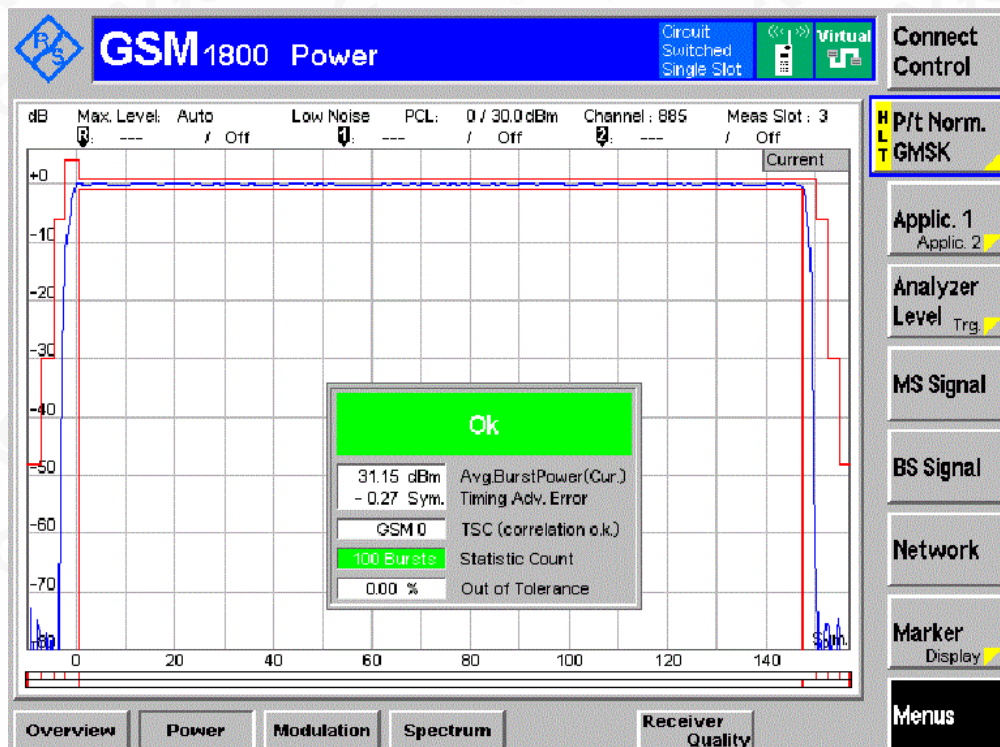 R/S
GSM 1800 Power
Circuit Switched Single Slot
Virtual
Connect Control
dB Max. Level: Auto Low Noise PCL: 0 / 30.0 dBm Channel : 885 Meas Slot : 3
R: --- / Off 1: --- / Off 2: --- / Off
Current
HLT P/t Norm. GMSK
Applic. 1
Applic. 2
Analyzer Level Trg.
MS Signal
BS Signal
Network
Marker
Display
Menus
+0
-10
-20
-30
-40
-50
-60
-70
-80
Ok
31.15 dBm Avg.BurstPower(Cur.)
- 0.27 Sym. Timing Adv. Error
GSM 0 TSC (correlation o.k.)
100 Bursts Statistic Count
0.00 % Out of Tolerance
Sym.
0 20 40 60 80 100 120 140
Overview Power Modulation Spectrum Receiver Quality